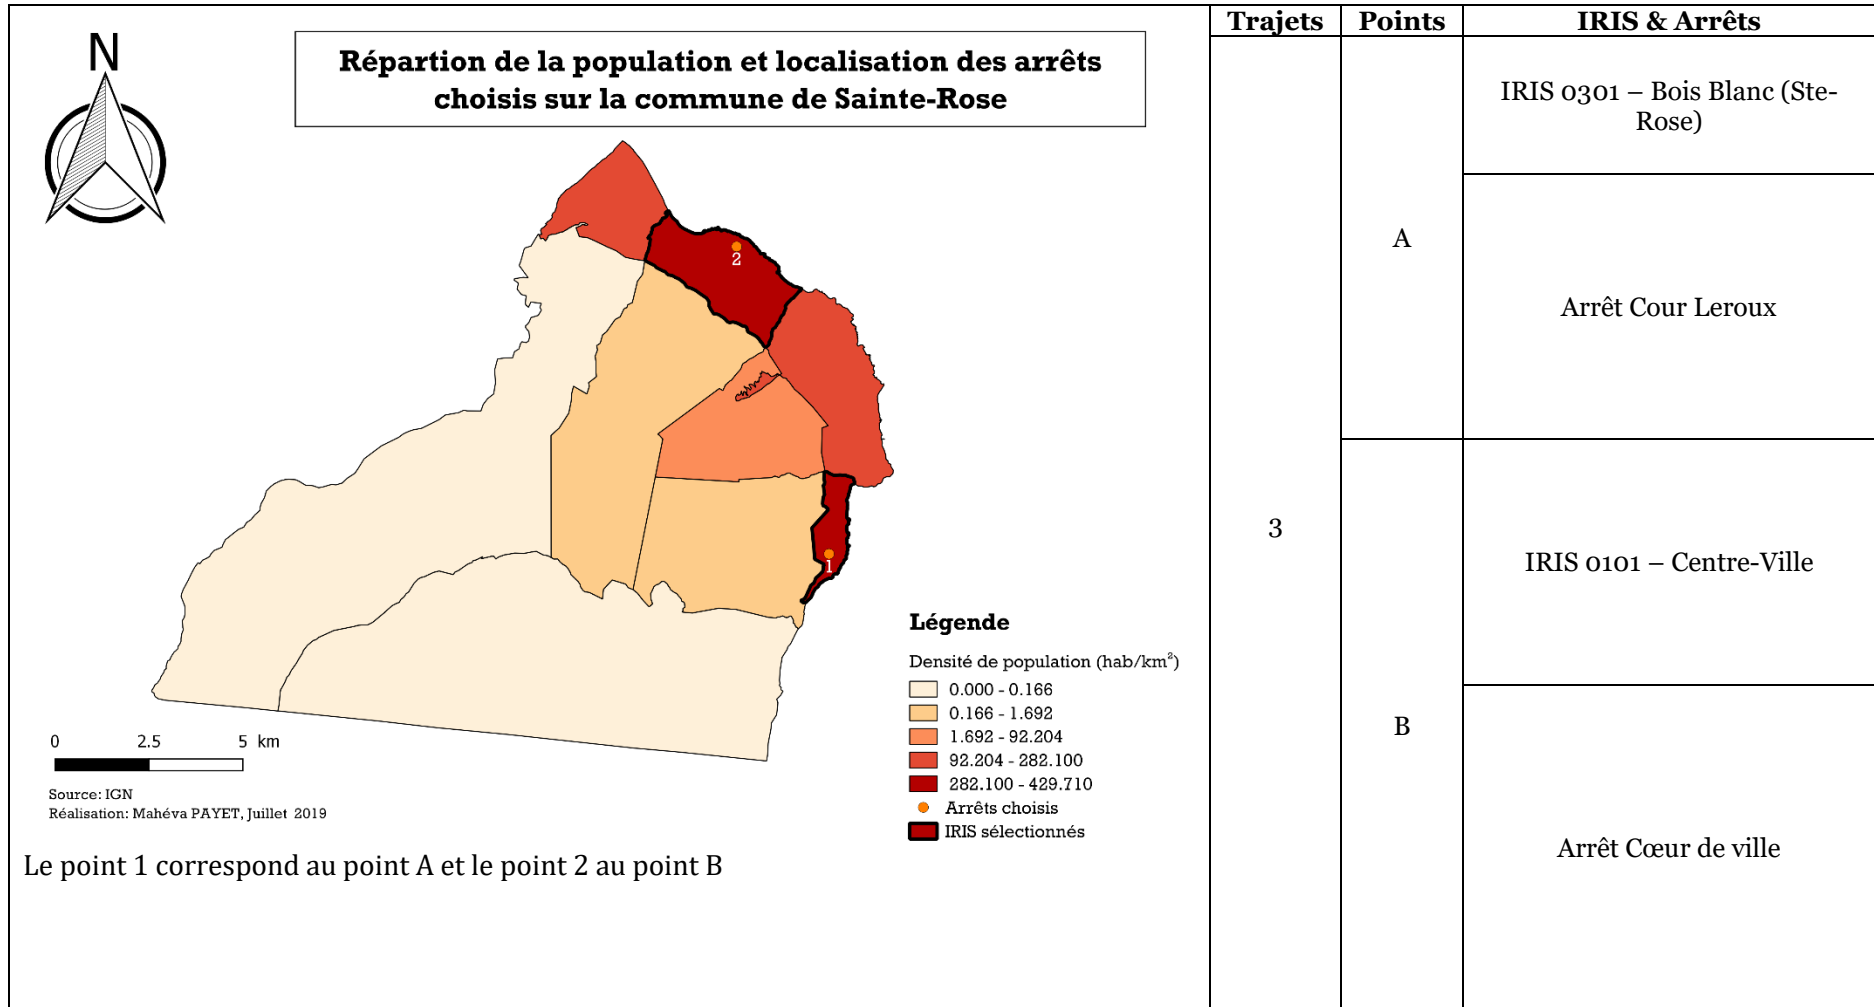 N
Répartion de la population et localisation des arrêts
choisis sur la commune de Sainte-Rose
2
1
Légende
Densité de population (hab/km²)
0.000 - 0.166
0.166 - 1.692
1.692 - 92.204
92.204 - 282.100
282.100 - 429.710
Arrêts choisis
IRIS sélectionnés
0 2.5 5 km
Source: IGN
Réalisation: Mahéva PAYET, Juillet 2019
Le point 1 correspond au point A et le point 2 au point B
Trajets Points IRIS & Arrêts
3
A
IRIS 0301 – Bois Blanc (Ste-
Rose)
Arrêt Cour Leroux
B
IRIS 0101 – Centre-Ville
Arrêt Cœur de ville